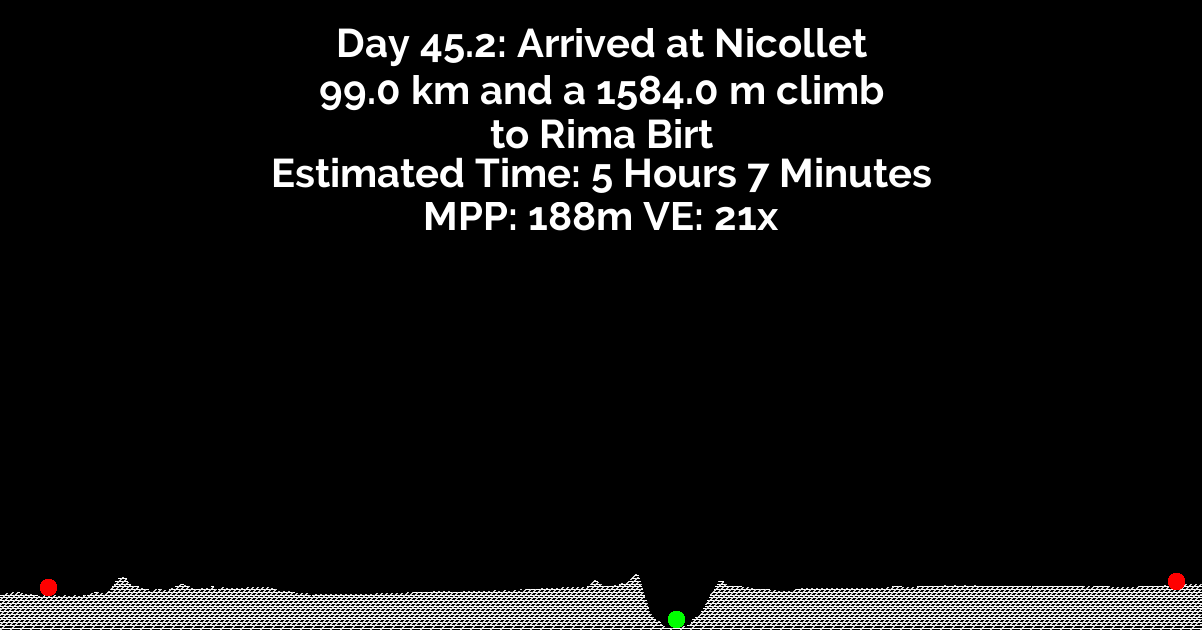 Day 45.2: Arrived at Nicollet
99.0 km and a 1584.0 m climb
to Rima Birt
Estimated Time: 5 Hours 7 Minutes
MPP: 188m VE: 21x